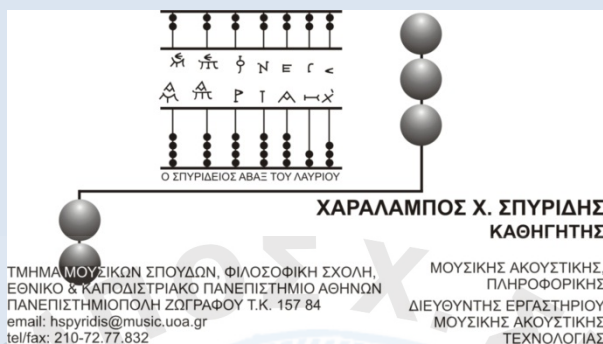 Ο ΣΠΥΡΙΔΕΙΟΣ ΑΒΑΞ ΤΟΥ ΛΑΥΡΙΟΥ
ΧΑΡΑΛΑΜΠΟΣ Χ. ΣΠΥΡΙΔΗΣ
ΚΑΘΗΓΗΤΗΣ
ΜΟΥΣΙΚΗΣ ΑΚΟΥΣΤΙΚΗΣ,
ΠΛΗΡΟΦΟΡΙΚΗΣ
ΔΙΕΥΘΥΝΤΗΣ ΕΡΓΑΣΤΗΡΙΟΥ
ΜΟΥΣΙΚΗΣ ΑΚΟΥΣΤΙΚΗΣ
ΤΕΧΝΟΛΟΓΙΑΣ
ΤΜΗΜΑ ΜΟΥΣΙΚΩΝ ΣΠΟΥΔΩΝ, ΦΙΛΟΣΟΦΙΚΗ ΣΧΟΛΗ,
ΕΘΝΙΚΟ & ΚΑΠΟΔΙΣΤΡΙΑΚΟ ΠΑΝΕΠΙΣΤΗΜΙΟ ΑΘΗΝΩΝ
ΠΑΝΕΠΙΣΤΗΜΙΟΠΟΛΗ ΖΩΓΡΑΦΟΥ Τ.Κ. 157 84
email: hspyridis@music.uoa.gr
tel/fax: 210-72.77.832